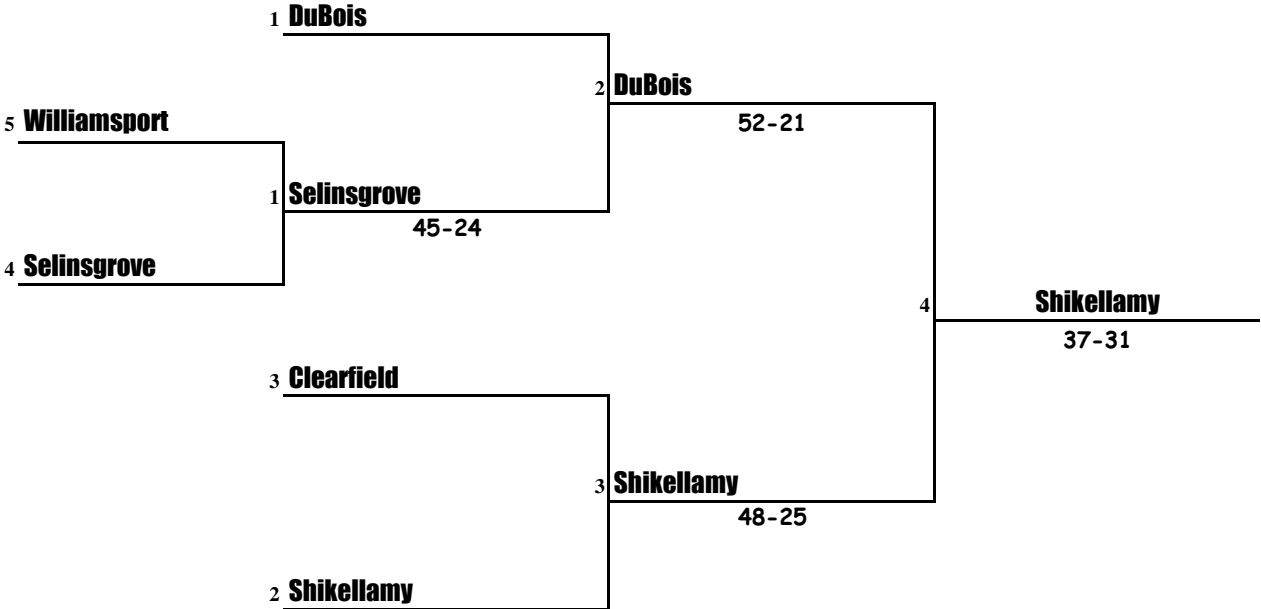 1 DuBois
2 DuBois
52-21
5 Williamsport
1 Selinsgrove
45-24
4 Selinsgrove
4 Shikellamy
37-31
3 Clearfield
3 Shikellamy
48-25
2 Shikellamy